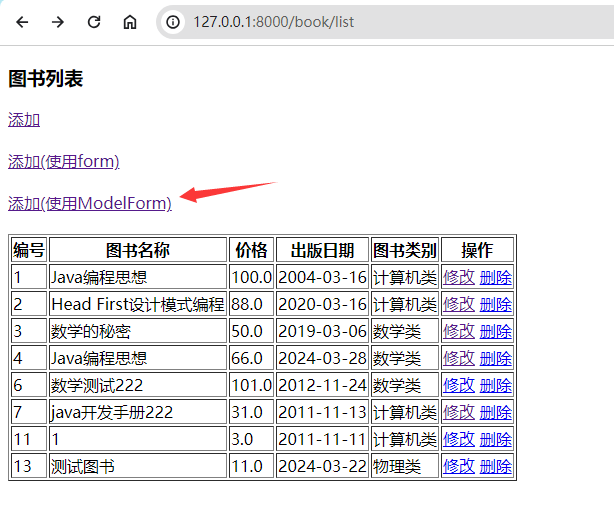 127.0.0.1:8000/book/list
图书列表
添加
添加(使用form)
添加(使用ModelForm)
编号 图书名称 价格 出版日期 图书类别 操作
1 Java编程思想 100.0 2004-03-16 计算机类 修改 删除
2 Head First设计模式编程 88.0 2020-03-16 计算机类 修改 删除
3 数学的秘密 50.0 2019-03-06 数学类 修改 删除
4 Java编程思想 66.0 2024-03-28 数学类 修改 删除
6 数学测试222 101.0 2012-11-24 数学类 修改 删除
7 java开发手册222 31.0 2011-11-13 计算机类 修改 删除
11 1 3.0 2011-11-11 计算机类 修改 删除
13 测试图书 11.0 2024-03-22 物理类 修改 删除